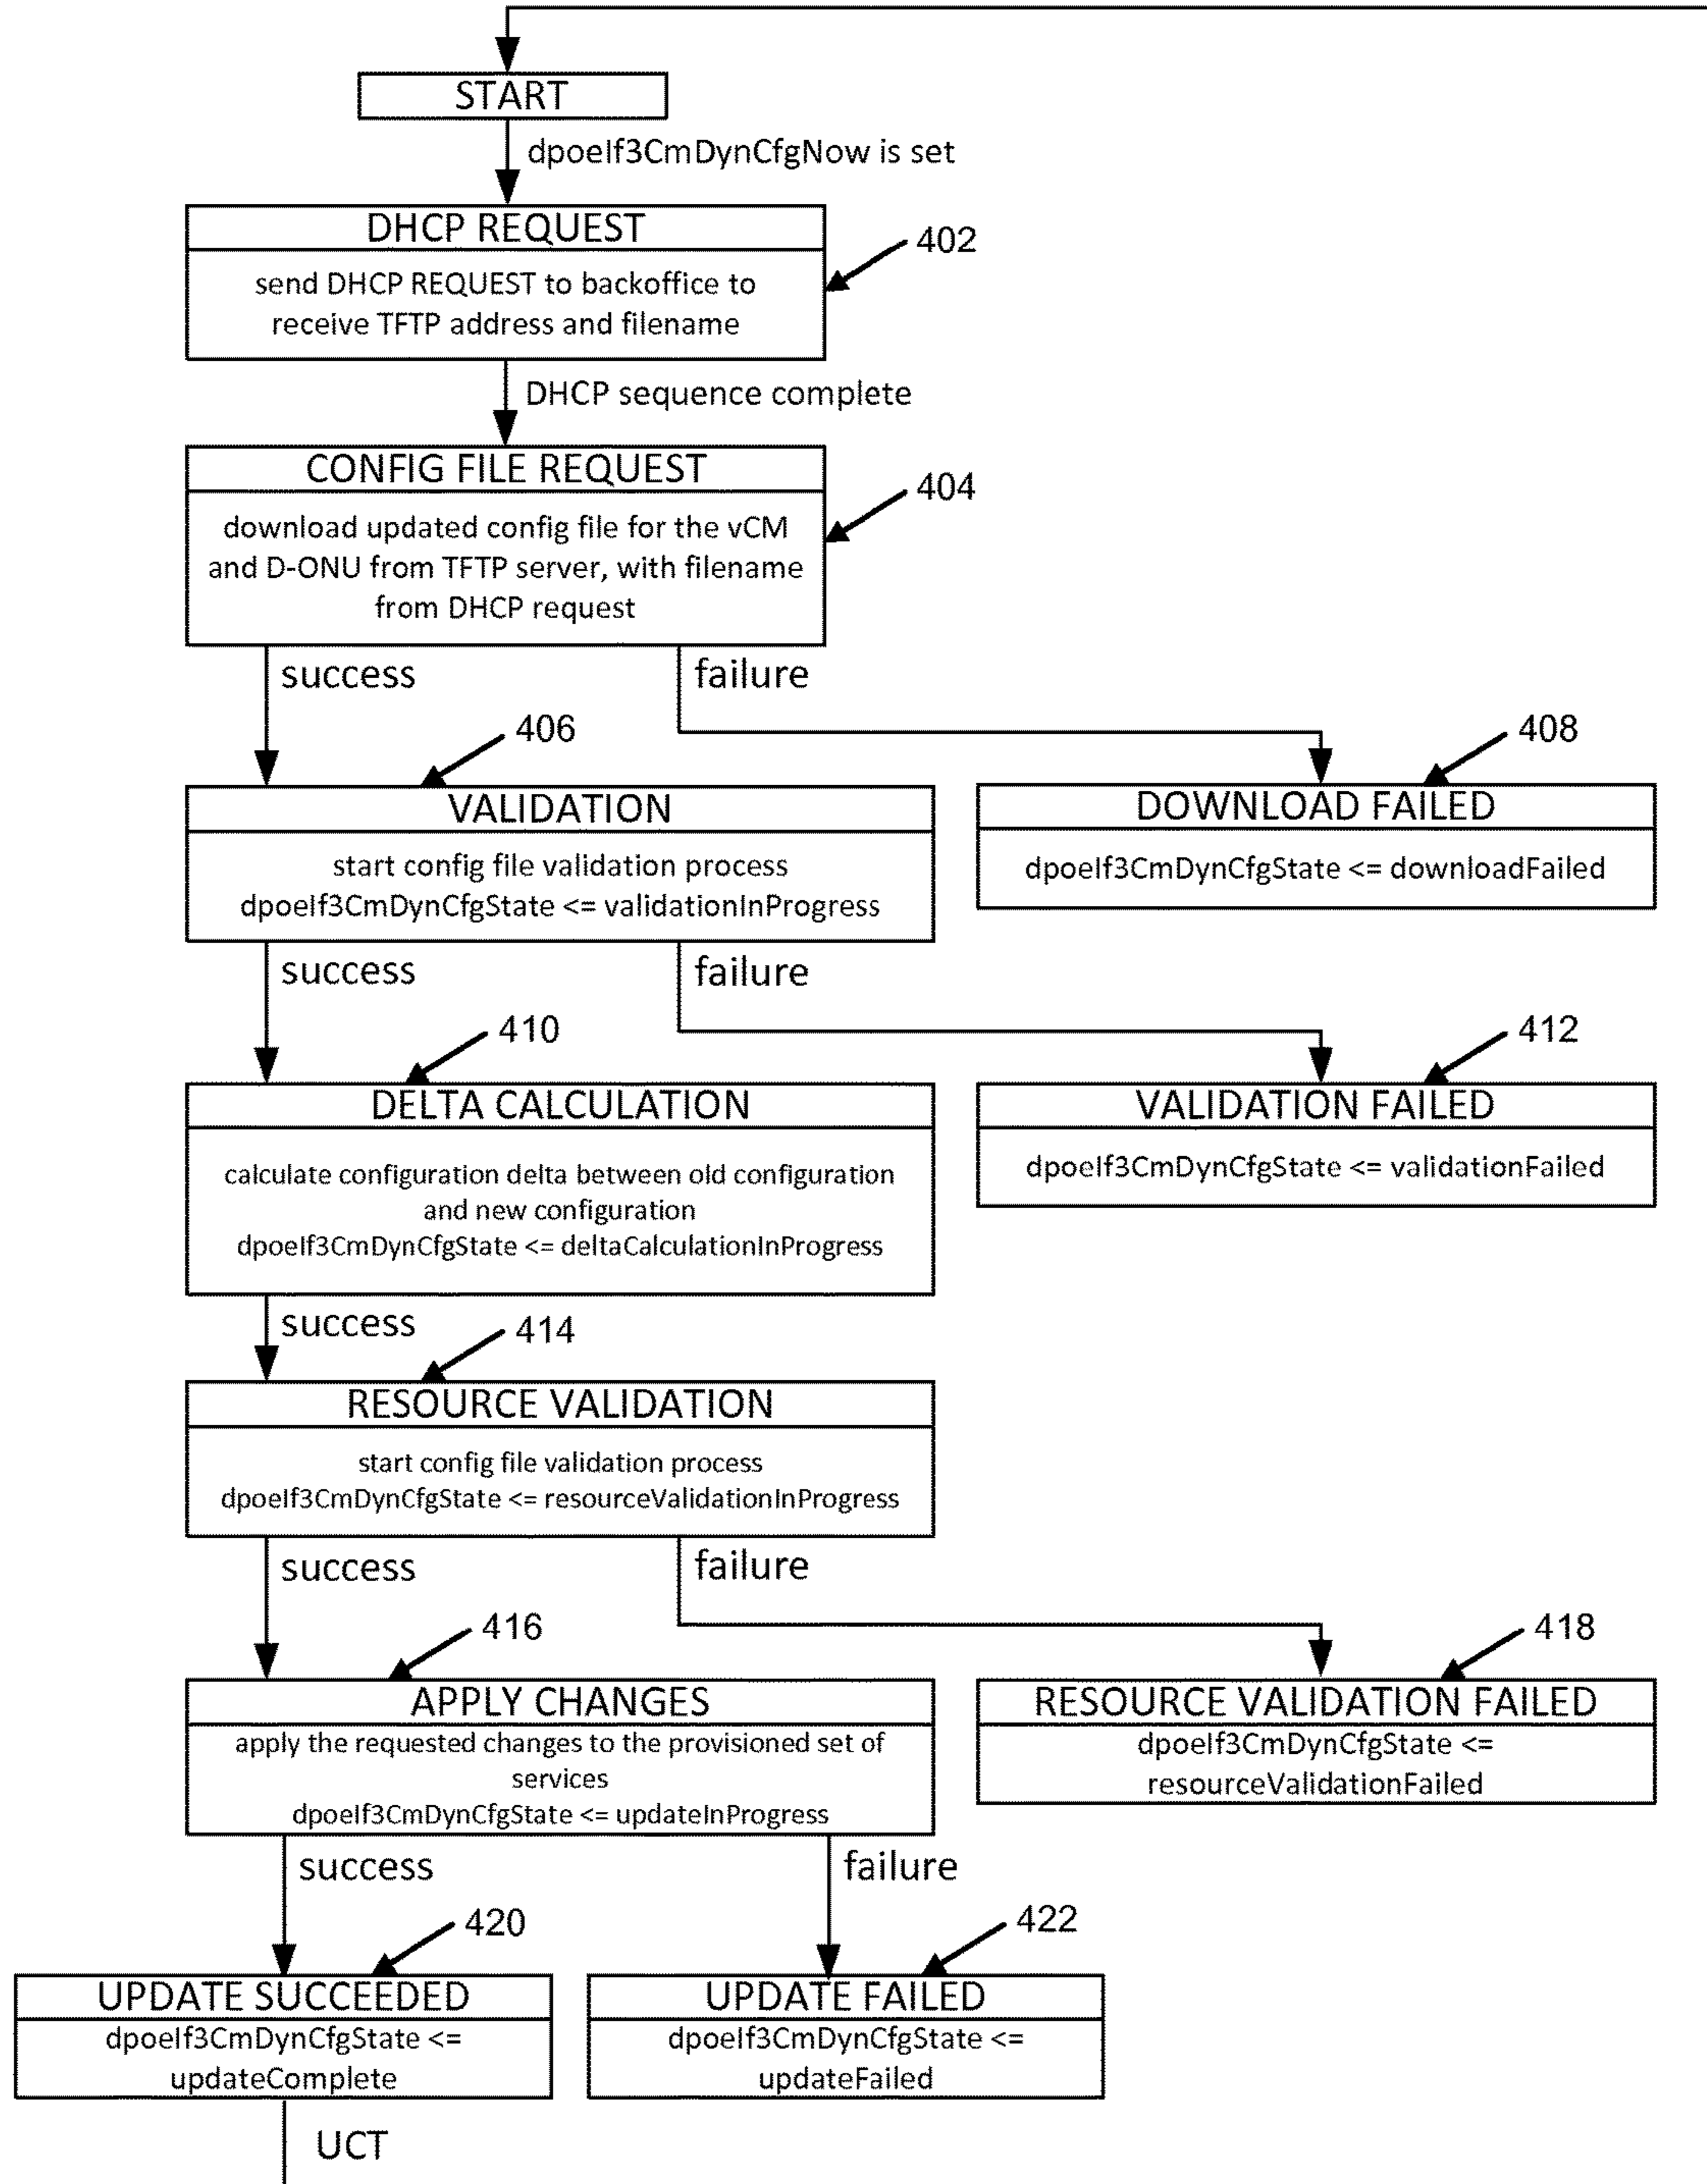 START
dpoeIf3CmDynCfgNow is set
DHCP REQUEST
402
send DHCP REQUEST to backoffice to
receive TFTP address and filename
DHCP sequence complete
CONFIG FILE REQUEST
404
download updated config file for the vCM
and D-ONU from TFTP server, with filename
from DHCP request
success
failure
406
408
VALIDATION
start config file validation process
dpoeIf3CmDynCfgState <= validationInProgress
DOWNLOAD FAILED
dpoeIf3CmDynCfgState <= downloadFailed
success
failure
410
412
DELTA CALCULATION
calculate configuration delta between old configuration
and new configuration
dpoeIf3CmDynCfgState <= deltaCalculationInProgress
VALIDATION FAILED
dpoeIf3CmDynCfgState <= validationFailed
success
414
RESOURCE VALIDATION
start config file validation process
dpoeIf3CmDynCfgState <= resourceValidationInProgress
success
failure
416
418
APPLY CHANGES
apply the requested changes to the provisioned set of
services
dpoeIf3CmDynCfgState <= updateInProgress
RESOURCE VALIDATION FAILED
dpoeIf3CmDynCfgState <=
resourceValidationFailed
success
failure
420
422
UPDATE SUCCEEDED
dpoeIf3CmDynCfgState <=
updateComplete
UPDATE FAILED
dpoeIf3CmDynCfgState <=
updateFailed
UCT